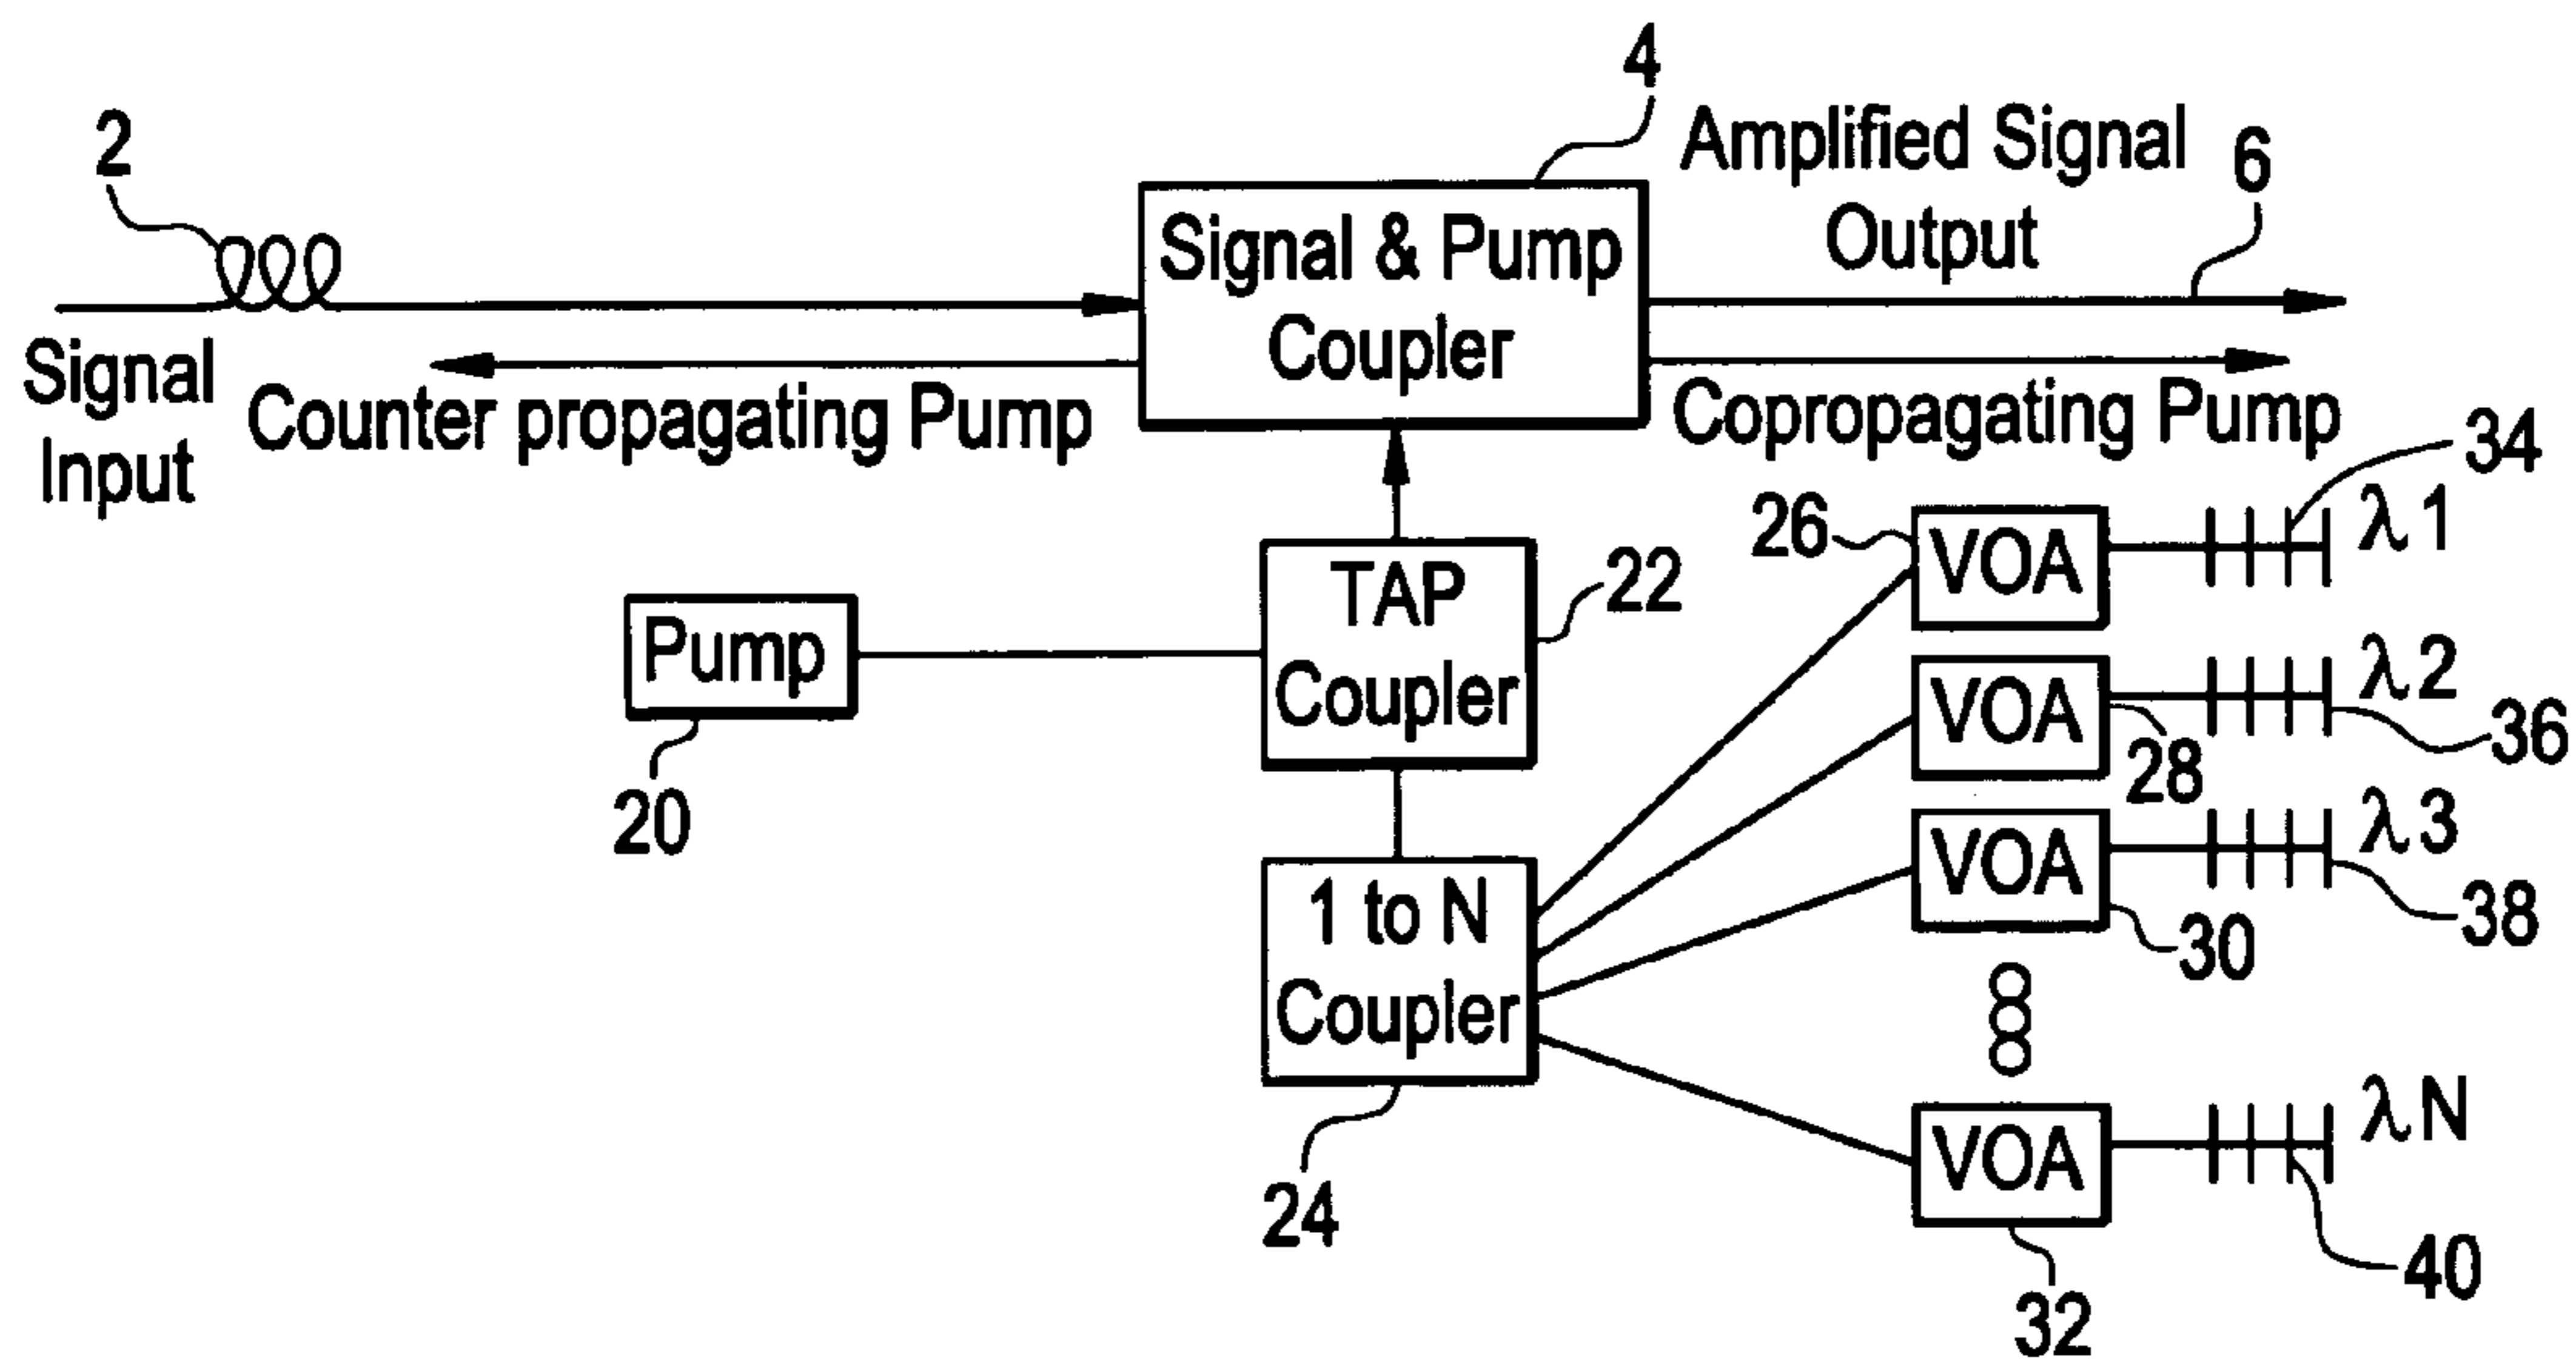 4
2
Amplified Signal
6
Output
Signal & Pump
Coupler
Signal
Input
Counter propagating Pump
Copropagating Pump
34
26
VOA
λ1
TAP
Coupler
22
Pump
20
VOA
28
λ2
36
VOA
30
λ3
38
1 to N
Coupler
24
VOA
32
λN
40